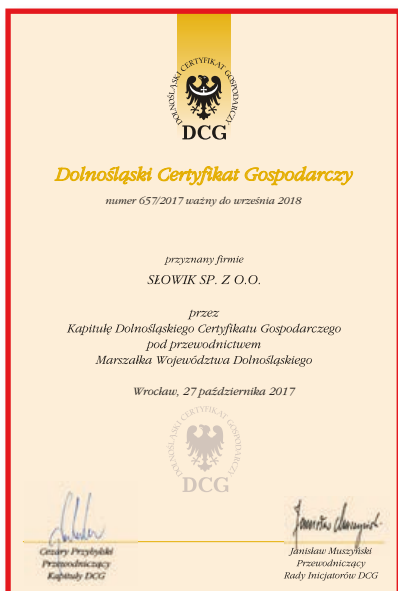 DOLNOŚLĄSKI CERTYFIKAT GOSPODARCZY
DCG
Dolnośląski Certyfikat Gospodarczy
numer 657/2017 ważny do września 2018
przyznany firmie
SŁOWIK SP. Z O.O.
przez
Kapitułę Dolnośląskiego Certyfikatu Gospodarczego
pod przewodnictwem
Marszałka Województwa Dolnośląskiego
Wrocław, 27 października 2017
DOLNOŚLĄSKI CERTYFIKAT GOSPODARCZY
DCG
Cezary Przybylski
Przewodniczący
Kapituły DCG
Janisław Muszyński
Przewodniczący
Rady Inicjatorów DCG